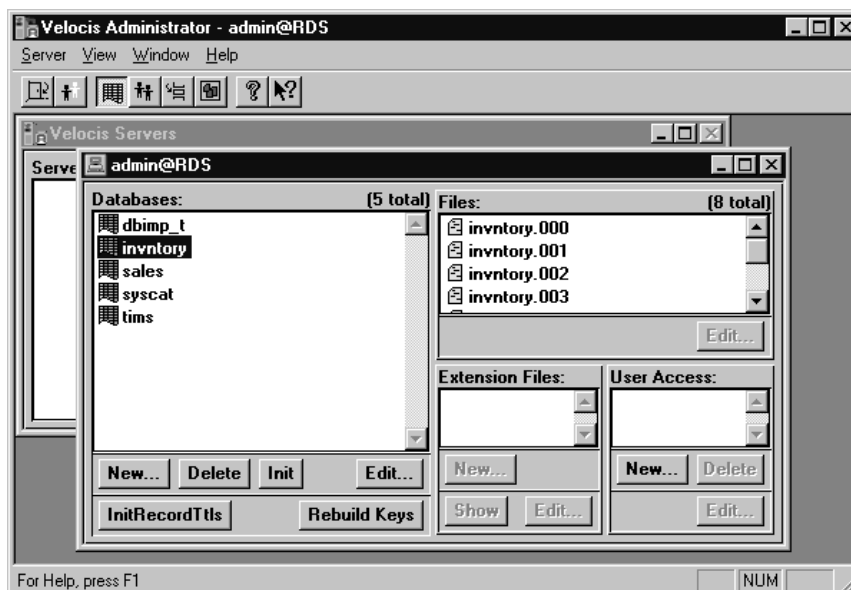 Velocis Administrator - admin@RDS
Server View Window Help
Velocis Servers
Serve
admin@RDS
Databases: (5 total)
dbimp_t
invntory
sales
syscat
tims
New... Delete Init Edit...
InitRecordTtls Rebuild Keys
Files: (8 total)
invntory.000
invntory.001
invntory.002
invntory.003
Edit...
Extension Files:
New...
Show Edit...
User Access:
New... Delete
Edit...
For Help, press F1
NUM